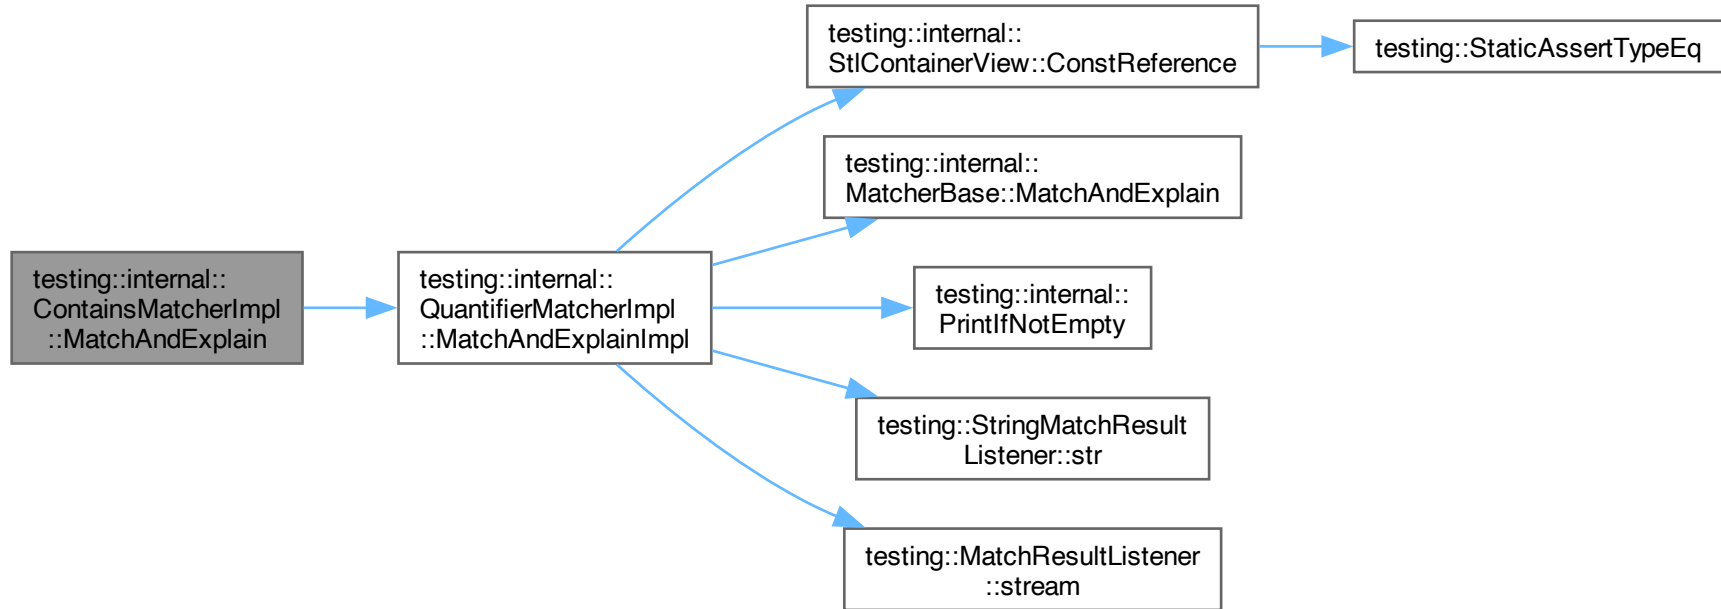 testing::internal::
ContainsMatcherImpl
::MatchAndExplain
testing::internal::
QuantifierMatcherImpl
::MatchAndExplainImpl
testing::internal::
StlContainerView::ConstReference
testing::StaticAssertTypeEq
testing::internal::
MatcherBase::MatchAndExplain
testing::internal::
PrintIfNotEmpty
testing::StringMatchResult
Listener::str
testing::MatchResultListener
::stream